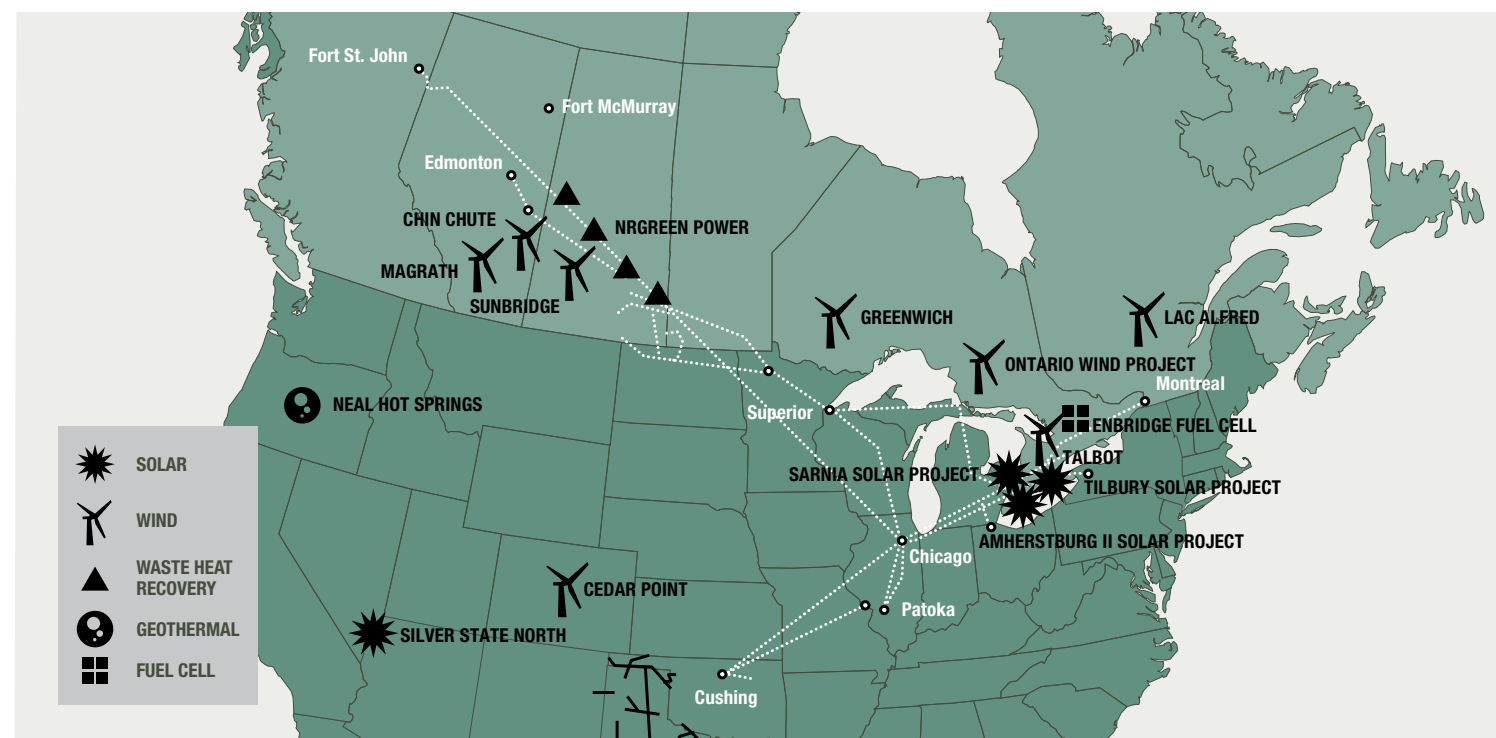 Fort St. John
Fort McMurray
Edmonton
CHIN CHUTE
NRGREEN POWER
MAGRATH
SUNBRIDGE
GREENWICH
LAC ALFRED
ONTARIO WIND PROJECT
Montreal
NEAL HOT SPRINGS
Superior
ENBRIDGE FUEL CELL
TALBOT
SARNIA SOLAR PROJECT
TILBURY SOLAR PROJECT
AMHERSTBURG II SOLAR PROJECT
Chicago
CEDAR POINT
Patoka
SILVER STATE NORTH
Cushing
SOLAR
WIND
WASTE HEAT
RECOVERY
GEOTHERMAL
FUEL CELL